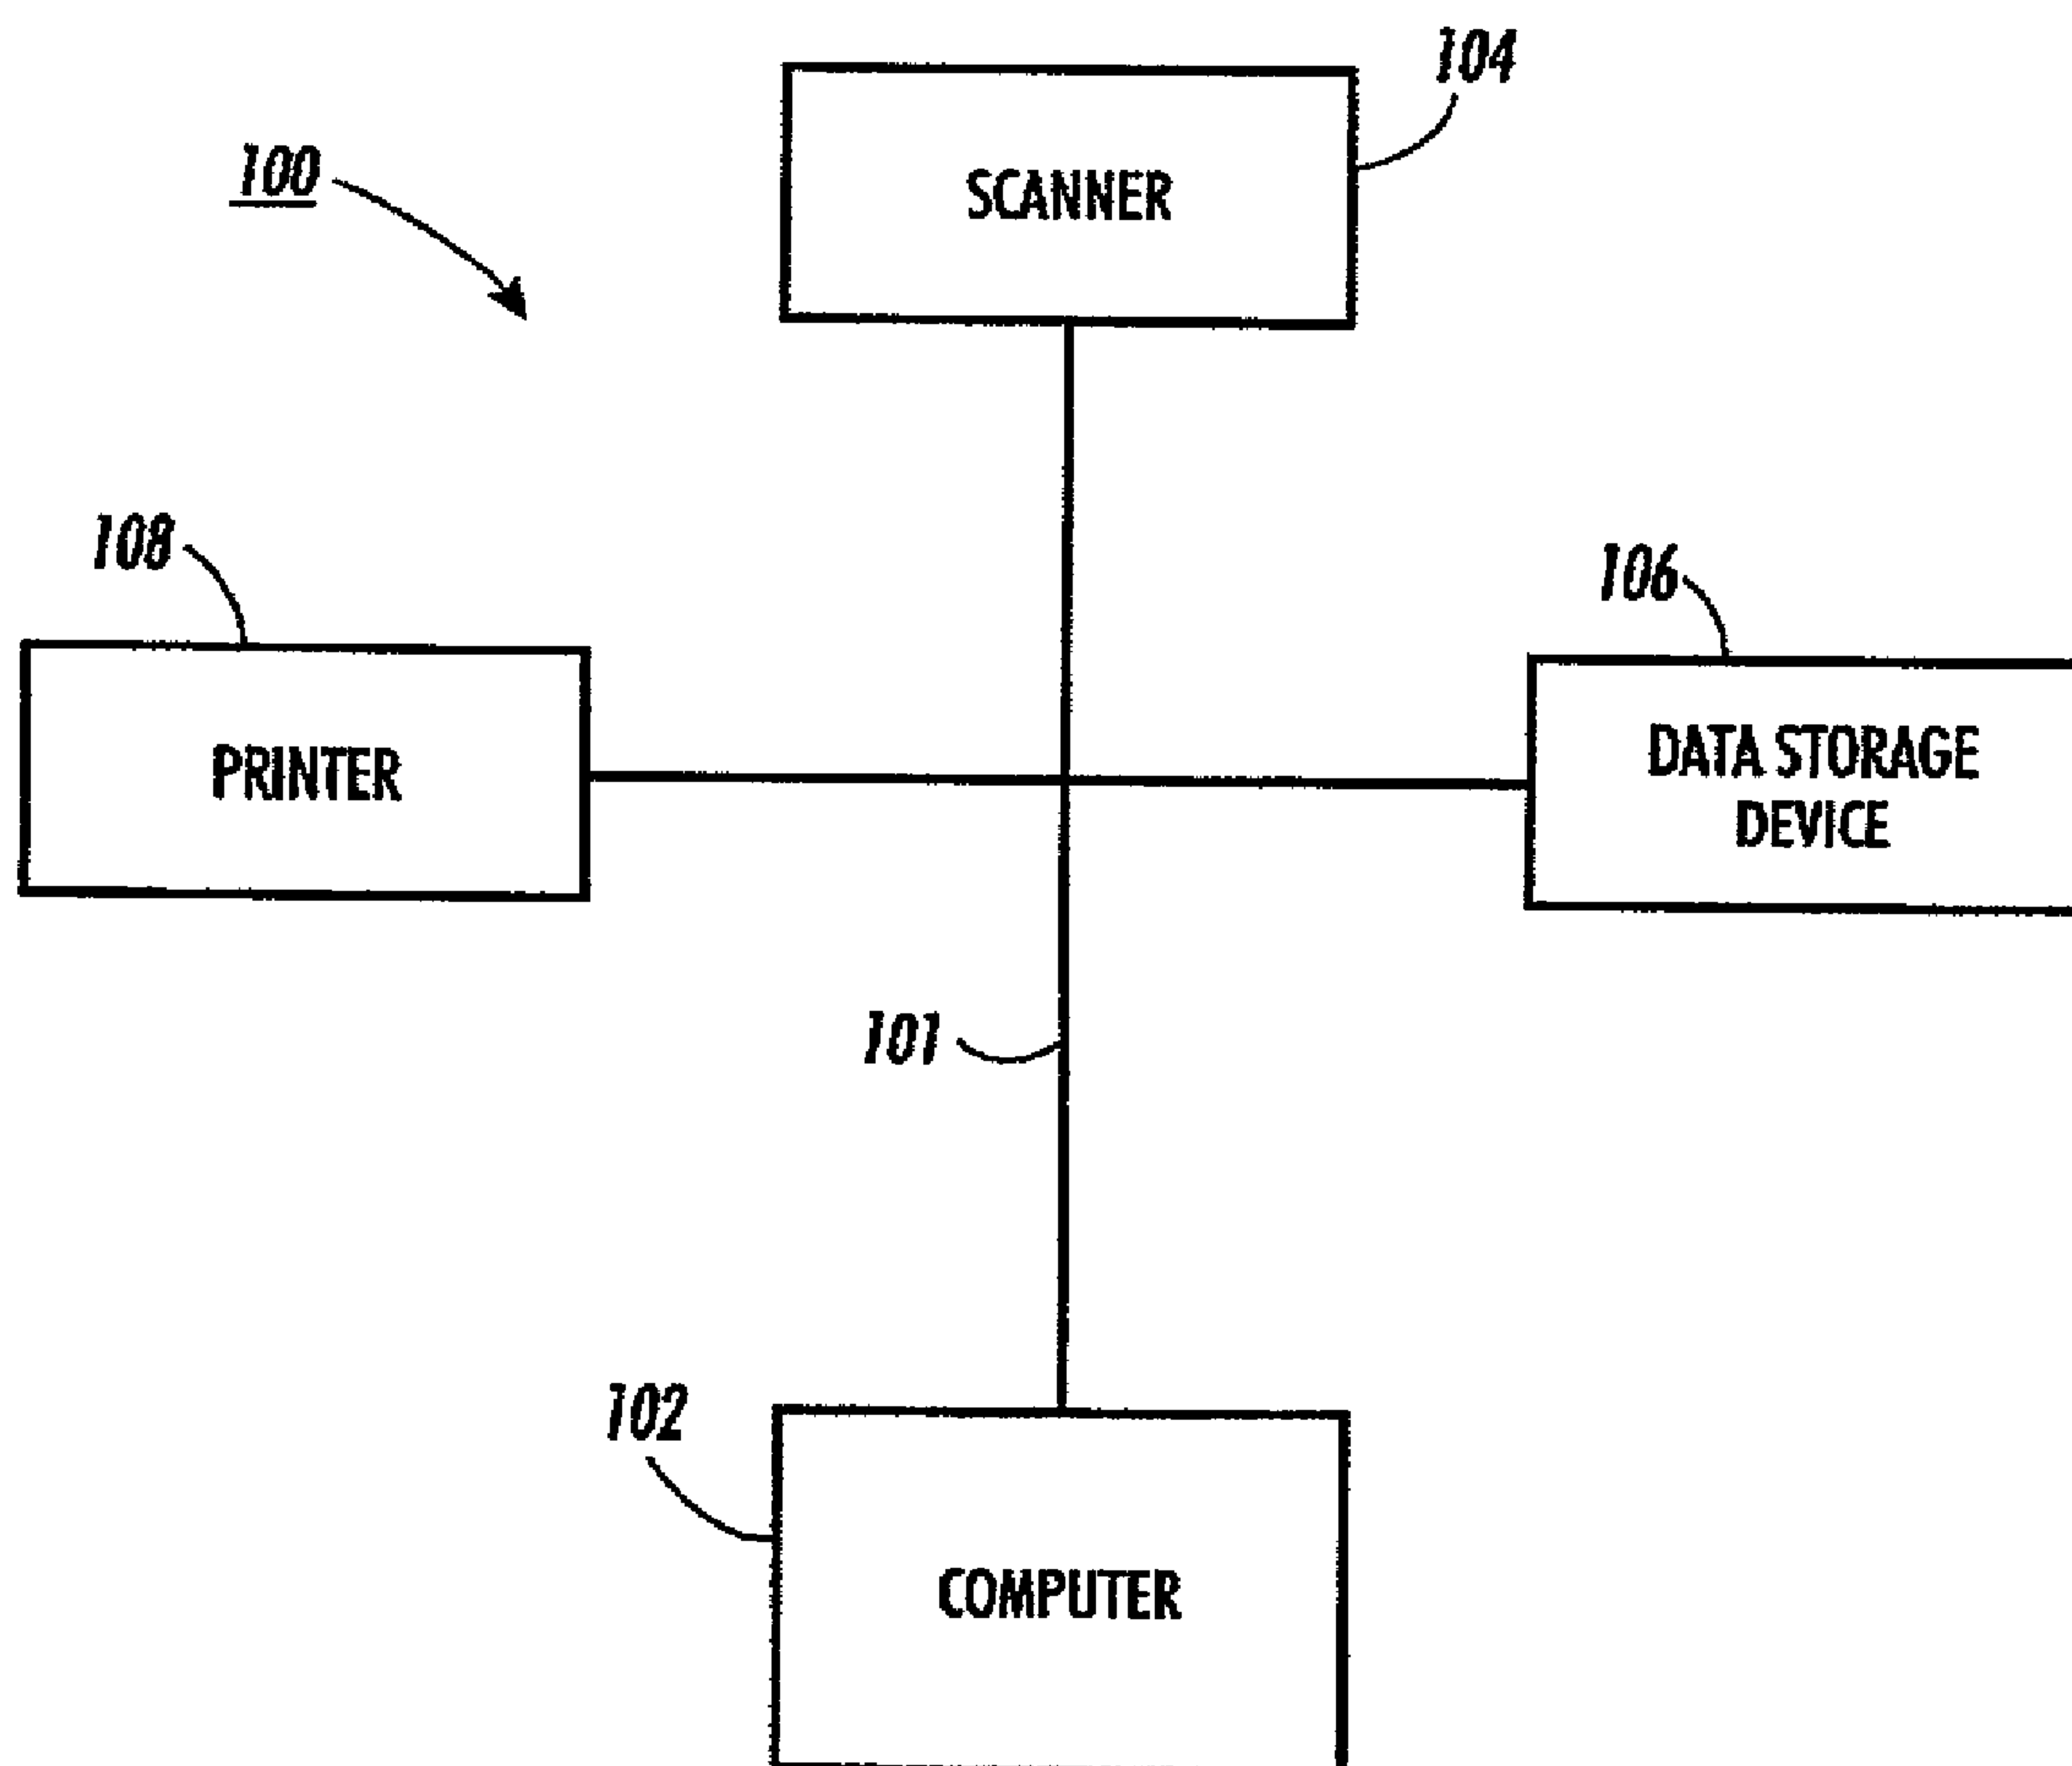 104
100
SCANNER
108
106
PRINTER
DATA STORAGE
DEVICE
101
102
COMPUTER